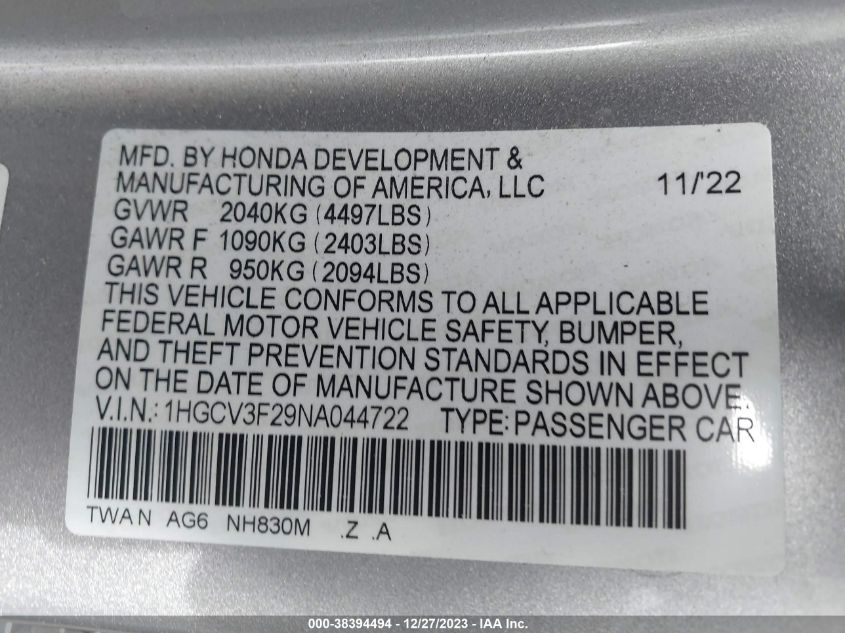 MFD. BY HONDA DEVELOPMENT &
MANUFACTURING OF AMERICA, LLC 11/'22
GVWR 2040KG (4497LBS)
GAWR F 1090KG (2403LBS)
GAWR R 950KG (2094LBS)
THIS VEHICLE CONFORMS TO ALL APPLICABLE
FEDERAL MOTOR VEHICLE SAFETY, BUMPER,
AND THEFT PREVENTION STANDARDS IN EFFECT
ON THE DATE OF MANUFACTURE SHOWN ABOVE.
V.I.N.: 1HGCV3F29NA044722 TYPE: PASSENGER CAR
TWA N AG6 NH830M .Z .A
000-38394494 - 12/27/2023 - IAA Inc.